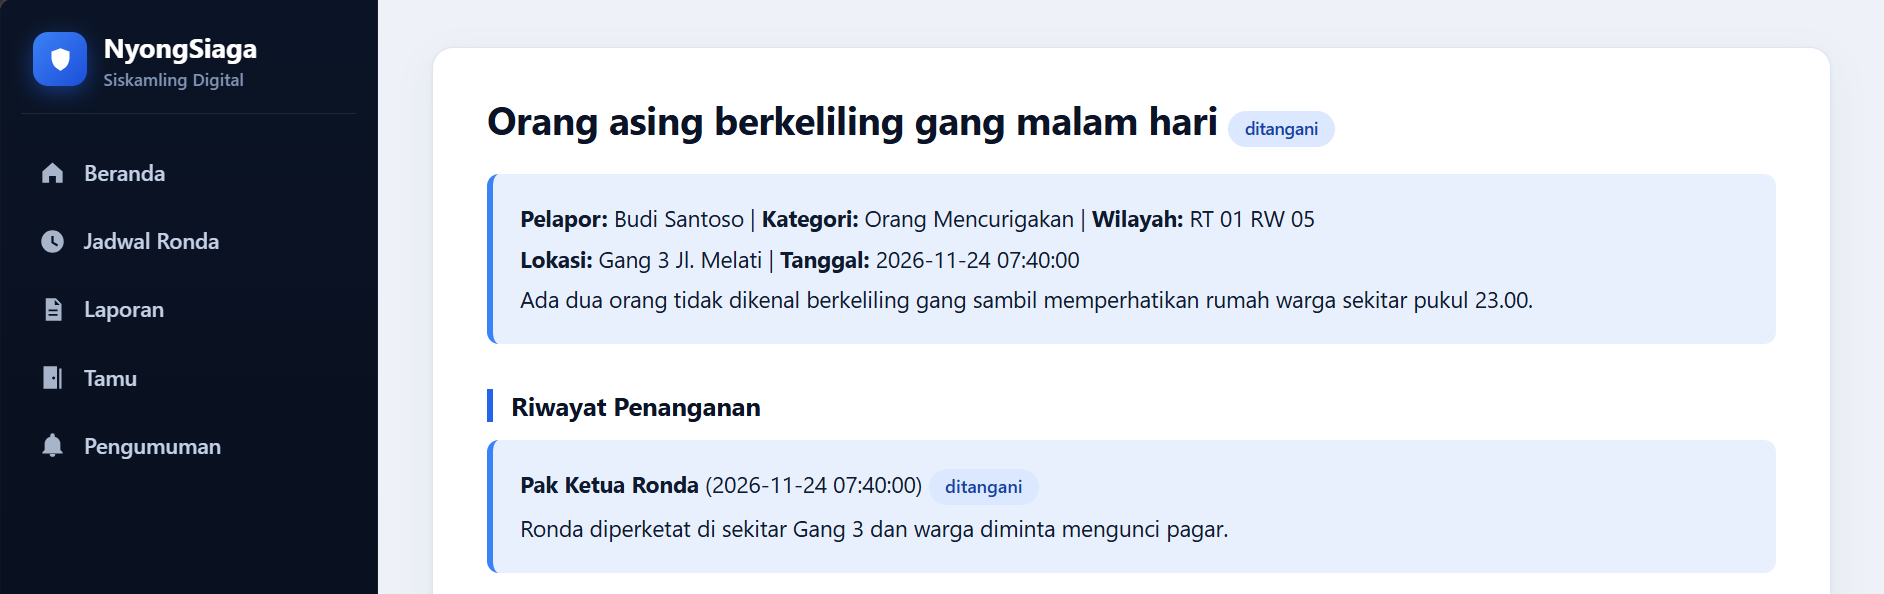 NyongSiaga
Siskamling Digital
Beranda
Jadwal Ronda
Laporan
Tamu
Pengumuman
Orang asing berkeliling gang malam hari ditangani
Pelapor: Budi Santoso | Kategori: Orang Mencurigakan | Wilayah: RT 01 RW 05
Lokasi: Gang 3 Jl. Melati | Tanggal: 2026-11-24 07:40:00
Ada dua orang tidak dikenal berkeliling gang sambil memperhatikan rumah warga sekitar pukul 23.00.
Riwayat Penanganan
Pak Ketua Ronda (2026-11-24 07:40:00) ditangani
Ronda diperketat di sekitar Gang 3 dan warga diminta mengunci pagar.